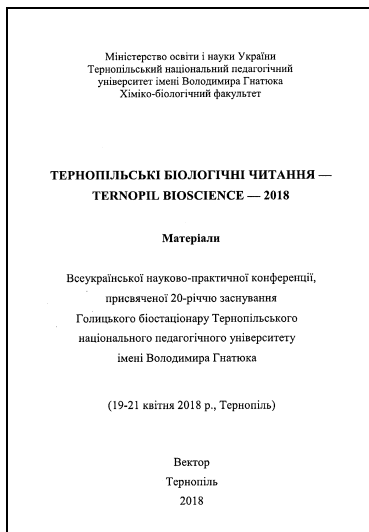 Міністерство освіти і науки України
Тернопільський національний педагогічний
університет імені Володимира Гнатюка
Хіміко-біологічний факультет
ТЕРНОПІЛЬСЬКІ БІОЛОГІЧНІ ЧИТАННЯ —
TERNOPIL BIOSCIENCE — 2018
Матеріали
Всеукраїнської науково-практичної конференції,
присвяченої 20-річчю заснування
Голицького біостаціонару Тернопільського
національного педагогічного університету
імені Володимира Гнатюка
(19-21 квітня 2018 р., Тернопіль)
Вектор
Тернопіль
2018